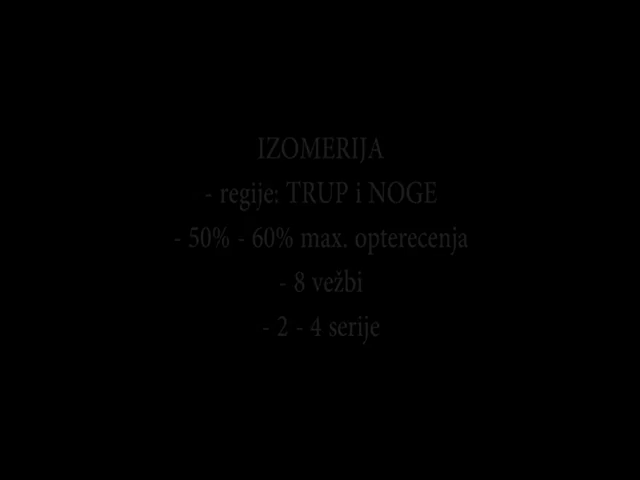 IZOMERIJA
- regije: TRUP i NOGE
- 50% - 60% max. opterecenja
- 8 vežbi
- 2 - 4 serije